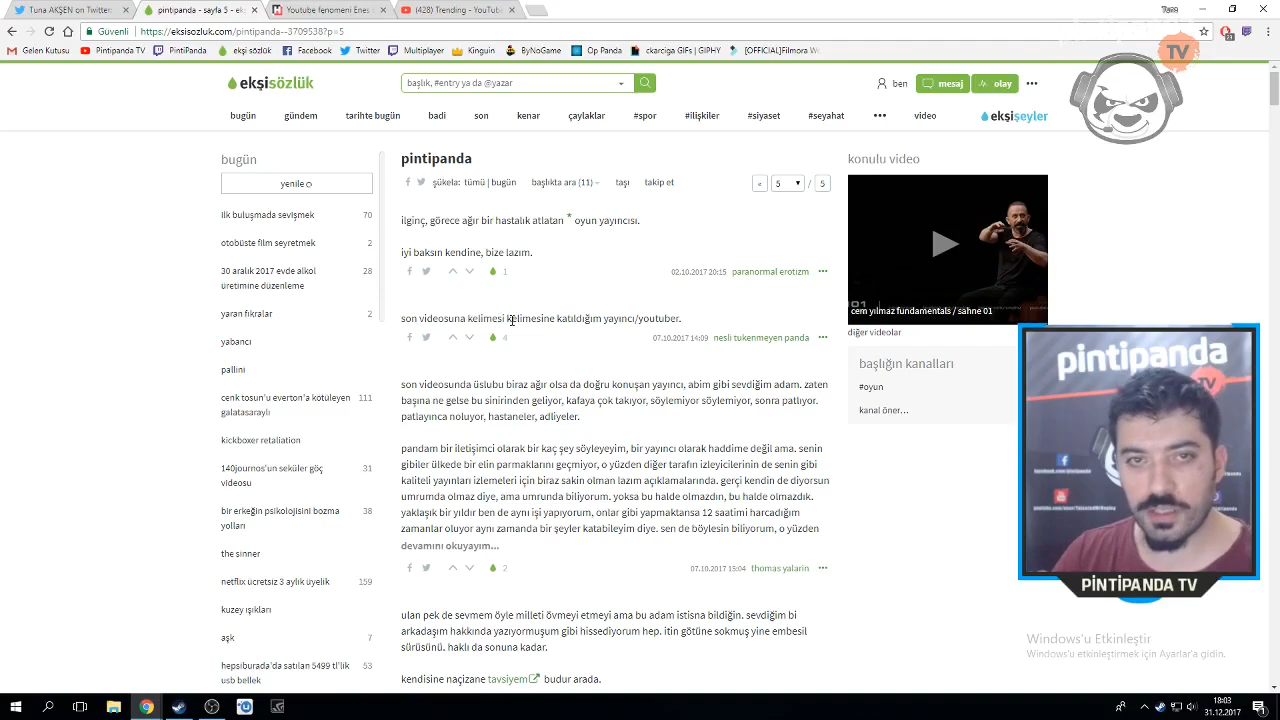 Tuna AKŞEN on Twitter:
pintipanda - sayfa 5 - ek
Youtube fenomeni Enes
(428) Trending - YouTube
Güvenli | https://eksisozluk.com/pintipanda--3709538?p=5
Gelen Kutusu
Pintipanda TV
PintiPanda
ekşi sözlük
Facebook
Twitter
Multiplayer
Kinguin
ByNoGame
Op Panda
ckarciga GIFs | GIPHY
[OFFICIAL]Filmora
TV
ekşisözlük
başlık, #entry ya da @yazar
ben
mesaj
olay
bugün
gündem
tarihte bugün
badi
son
kenar
çaylaklar
#spor
#ilişkiler
#siyaset
#seyahat
video
ekşişeyler
bugün
yenile
ilk buluşmada sevişmek 70
otobüste film seyretmek 2
30 aralık 2017 evde alkol 28
üretimine düzenleme
yaran fıkralar 2
yabancı
pallini
cenk tosun'u everton'a kötüleyen 111
galatasaraylı
kickboxer retaliation
140journos'un seküler göç 31
videosu
bir erkeğin psikolojisini bozma 38
yolları
the sinner
netflix ücretsiz 3 aylık üyelik 159
kuzey ışıkları
aşk 7
hepsiburada'da satılan 5499 tl'lik 53
usb bellek
pintipanda
şükela: tümü | bugün
başlıkta ara (11)
taşı
takip et
« 5 / 5
ilginç, görece ağır bir hastalık atlatan * oyun yayıncısı.
iyi baksın kendine, bize lazım.
1
02.10.2017 20:15 paranormal erotizm
son videosuna kelimesi kelimesine katıldığım yayıncı/youtuber.
4
07.10.2017 14:09 nesli tukenmeyen panda
son videosunda üslubu biraz ağır olsa da doğru konuşan yayıncı, abim gibi sevdiğim adam. zaten
başına ne gelse bu sinirinden geliyor, kafaya çok takıyor, söylemiyor söylemiyor, sonra patlıyor.
patlayınca noluyor, hastaneler, adliyeler.
pandam bir iletişimci olarak bir kaç şey söyleyeyim, bir yayıncı olarak haddime değil ama. senin
gibiler ülkede bir elin parmaklarını geçmiyor, o yüzden diğer tarafın izleyicilerinin de senin gibi
kaliteli yayınları izlemeleri için biraz sakin olman lazım açıklamalarında. gerçi kendin de diyorsun
umrumda olmaz diye, ama umrunda biliyorum. yoksa bu halde olmazdın, bu halde olmazdık.
yaklaşık bir yıldır ben de aynı işi yapıyorum, onlar gibi yapmaktansa 12 saatimi harcadığım
zamanlar oluyor aynı zamanda bir şeyler katabileyim diye. sen de böylesin biliyorum, o yüzden
devamını okuyayım...
2
07.10.2017 15:04 thomas yalarin
ulan pek de sevmem öyle milleti övmeyi etmeyi ama bu adam istisna bildiğin. sevdiğim bi
arkadaşım hakkında yazıyormuşum gibi hissediyorum hep. itin götüne sokmuş yine embesil
sürüsünü. haklı da sonuna kadar.
kendisine naçizane tavsiyem budur arada.
konulu video
cem yılmaz fundamentals / sahne 01
diğer videolar
başlığın kanalları
#oyun
kanal öner...
pintipanda
TV
PİNTİPANDA TV
Windows'u Etkinleştir
Windows'u etkinleştirmek için Ayarlar'a gidin.
18:03
31.12.2017